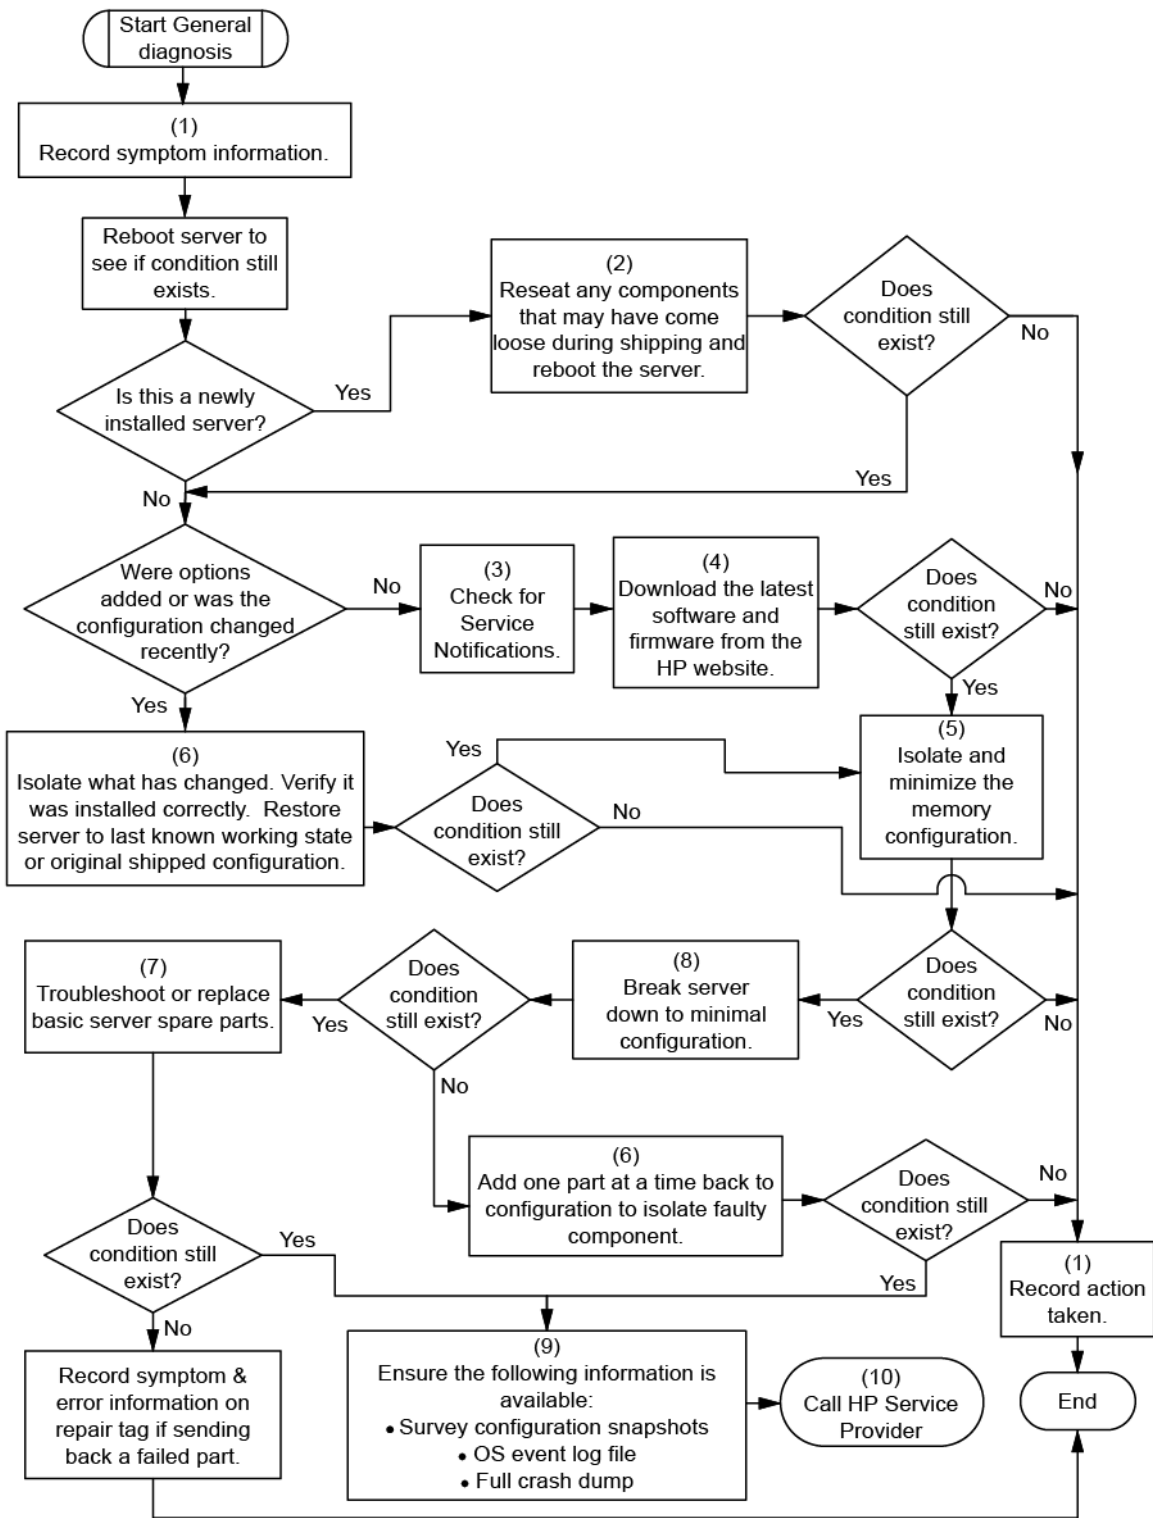 Start General
diagnosis
(1)
Record symptom information.
Reboot server to
see if condition still
exists.
Is this a newly
installed server?
Yes
(2)
Reseat any components
that may have come
loose during shipping and
reboot the server.
Does
condition still
exist?
No
Yes
No
Were options
added or was the
configuration changed
recently?
No
(3)
Check for
Service
Notifications.
(4)
Download the latest
software and
firmware from the
HP website.
Does
condition
still exist?
No
Yes
Yes
(6)
Isolate what has changed. Verify it
was installed correctly. Restore
server to last known working state
or original shipped configuration.
Does
condition still
exist?
Yes
No
(5)
Isolate and
minimize the
memory
configuration.
Does
condition
still exist?
No
Yes
(8)
Break server
down to minimal
configuration.
Does
condition
still exist?
Yes
No
(7)
Troubleshoot or replace
basic server spare parts.
(6)
Add one part at a time back to
configuration to isolate faulty
component.
Does
condition still
exist?
No
Yes
Does
condition still
exist?
Yes
No
(1)
Record action
taken.
Record symptom &
error information on
repair tag if sending
back a failed part.
(9)
Ensure the following information is
available:
• Survey configuration snapshots
• OS event log file
• Full crash dump
(10)
Call HP Service
Provider
End